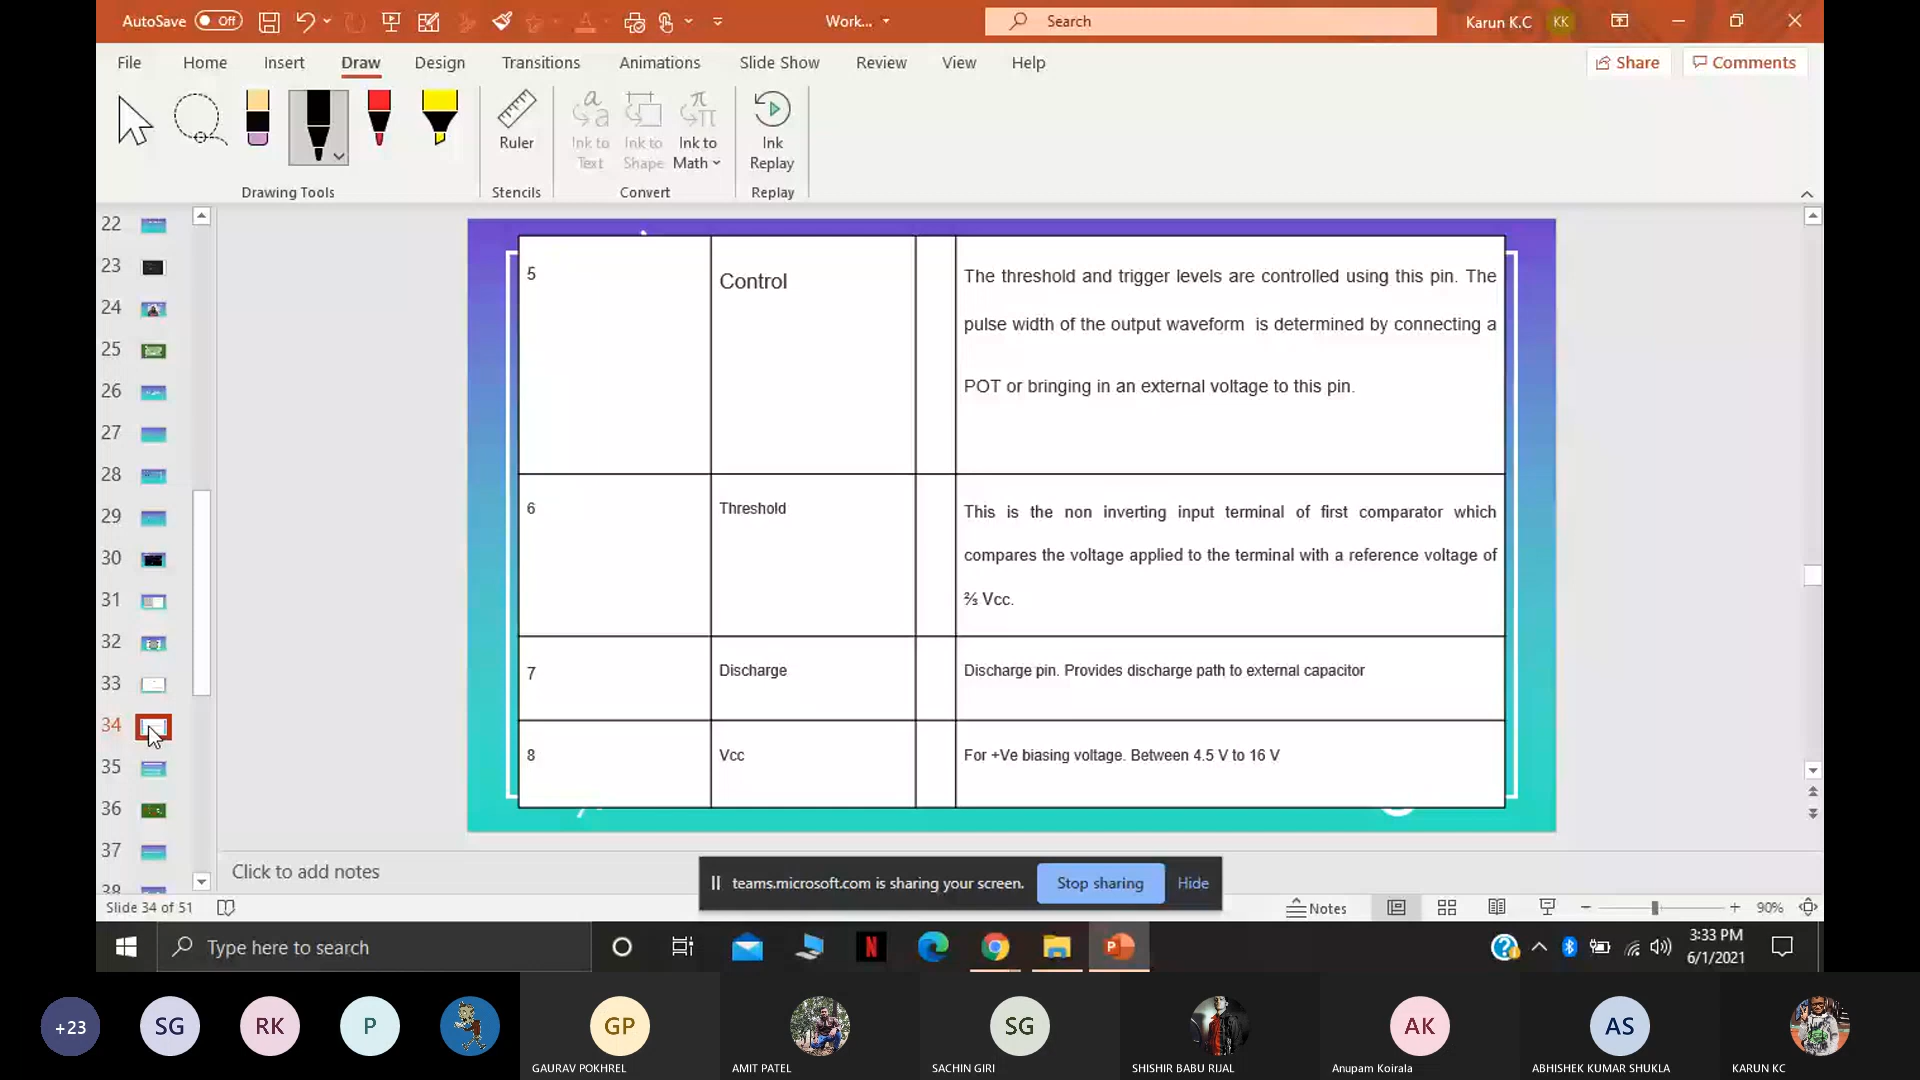 AutoSave Off Work... Search Karun K.C KK
File Home Insert Draw Design Transitions Animations Slide Show Review View Help Share Comments
Ruler
Ink to Text
Ink to Shape
Ink to Math
Ink Replay
Drawing Tools Stencils Convert Replay
22
23
24
25
26
27
28
29
30
31
32
33
34
35
36
37
38
5 Control The threshold and trigger levels are controlled using this pin. The
pulse width of the output waveform is determined by connecting a
POT or bringing in an external voltage to this pin.
6 Threshold This is the non inverting input terminal of first comparator which
compares the voltage applied to the terminal with a reference voltage of
⅔ Vcc.
7 Discharge Discharge pin. Provides discharge path to external capacitor
8 Vcc For +Ve biasing voltage. Between 4.5 V to 16 V
Click to add notes
teams.microsoft.com is sharing your screen. Stop sharing Hide
Slide 34 of 51 Notes 90%
Type here to search
3:33 PM
6/1/2021
+23 SG RK P GP SG AK AS
GAURAV POKHREL AMIT PATEL SACHIN GIRI SHISHIR BABU RIJAL Anupam Koirala ABHISHEK KUMAR SHUKLA KARUN KC